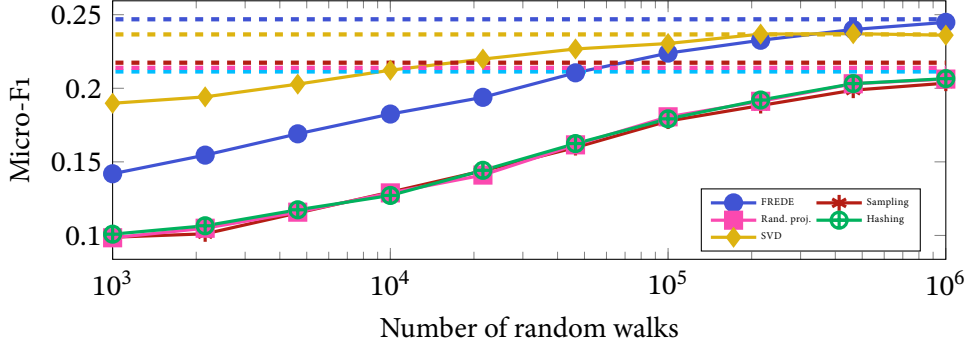 0.25
0.2
0.15
0.1
Micro-F1
10^3
10^4
10^5
10^6
Number of random walks
FREDE
Sampling
Rand. proj.
Hashing
SVD